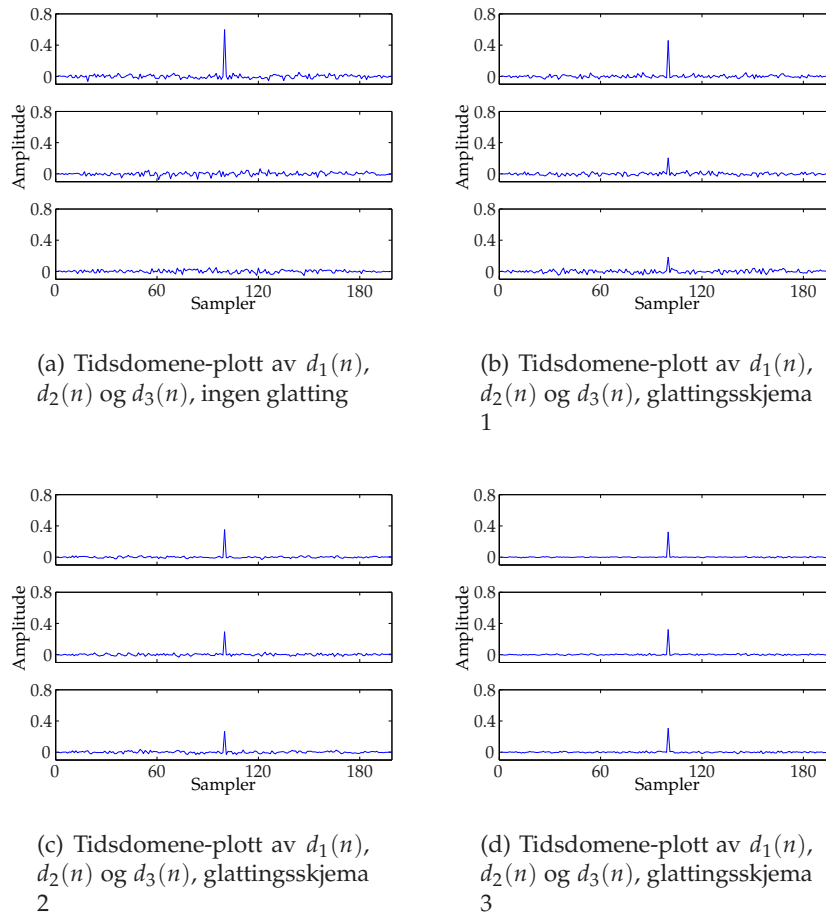 0.8
0.4
0
0.8
0.4
0
0.8
0.4
0
Amplitude
0 60 120 180
Sampler
(a) Tidsdomene-plott av d₁(n),
d₂(n) og d₃(n), ingen glatting
0.8
0.4
0
0.8
0.4
0
0.8
0.4
0
Amplitude
0 60 120 180
Sampler
(b) Tidsdomene-plott av d₁(n),
d₂(n) og d₃(n), glattingsskjema
1
0.8
0.4
0
0.8
0.4
0
0.8
0.4
0
Amplitude
0 60 120 180
Sampler
(c) Tidsdomene-plott av d₁(n),
d₂(n) og d₃(n), glattingsskjema
2
0.8
0.4
0
0.8
0.4
0
0.8
0.4
0
Amplitude
0 60 120 180
Sampler
(d) Tidsdomene-plott av d₁(n),
d₂(n) og d₃(n), glattingsskjema
3